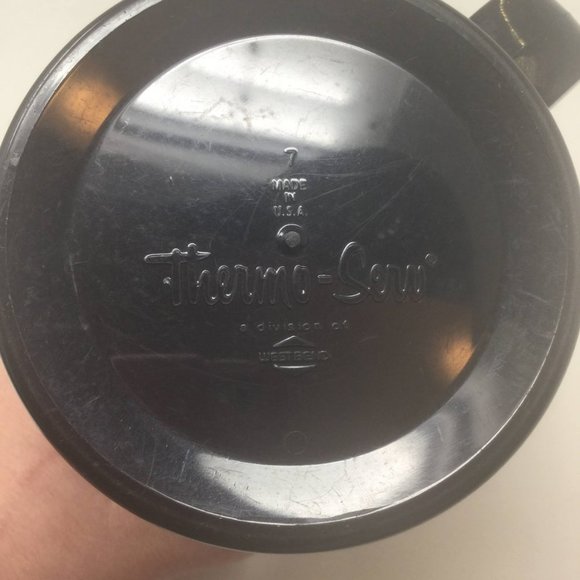 7
MADE
IN
U.S.A.
Thermo-Serv®
a division of
WEST BEND